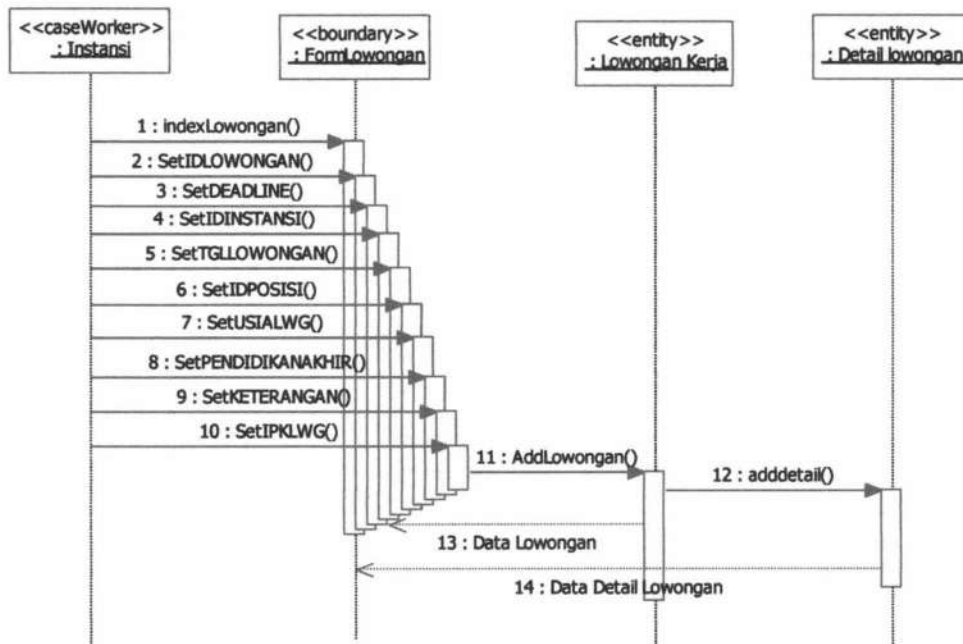 <<caseWorker>>
: Instansi
<<boundary>>
: FormLowongan
<<entity>>
: Lowongan Kerja
<<entity>>
: Detail lowongan
1 : indexLowongan()
2 : SetIDLOWONGAN()
3 : SetDEADLINE()
4 : SetIDINSTANSI()
5 : SetTGLLOWONGAN()
6 : SetIDPOSISI()
7 : SetUSIALWG()
8 : SetPENDIDIKANAKHIR()
9 : SetKETERANGAN()
10 : SetIPKLWG()
11 : AddLowongan()
12 : adddetail()
13 : Data Lowongan
14 : Data Detail Lowongan